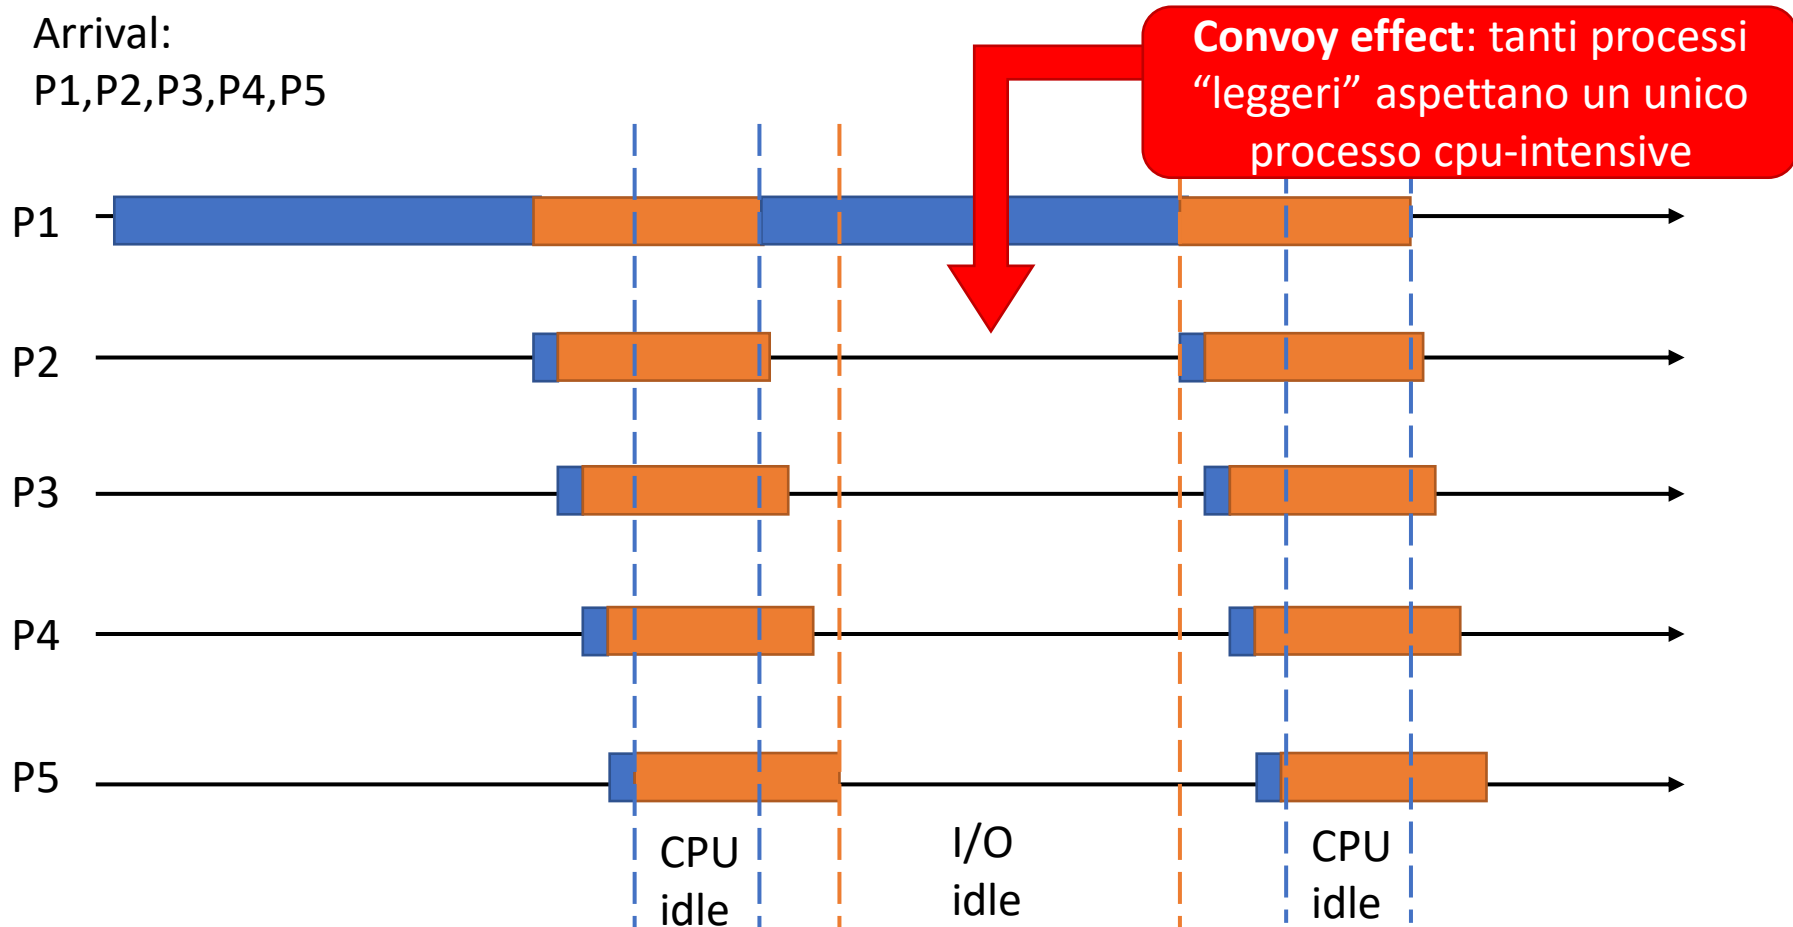 Arrival:
P1,P2,P3,P4,P5
Convoy effect: tanti processi
“leggeri” aspettano un unico
processo cpu-intensive
P1
P2
P3
P4
P5
CPU
idle
I/O
idle
CPU
idle